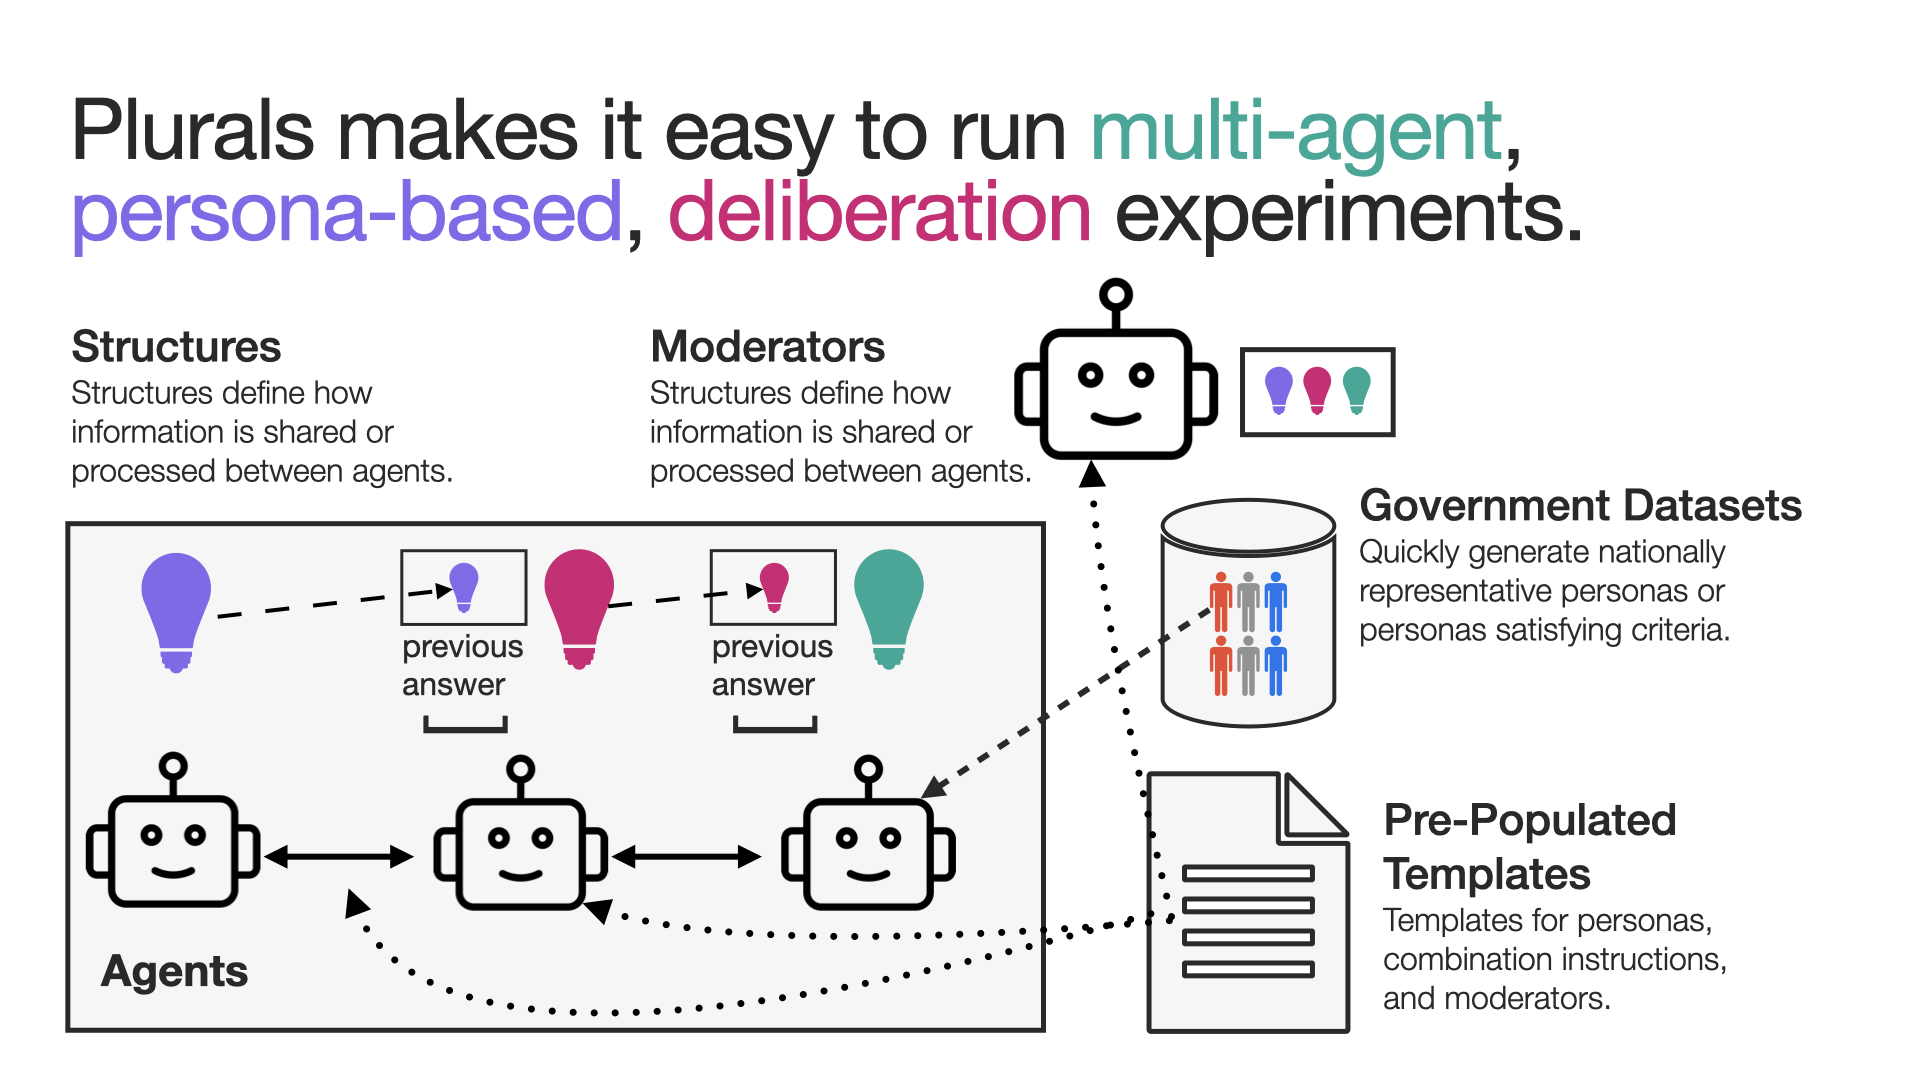 Plurals makes it easy to run multi-agent,
persona-based, deliberation experiments.
Structures
Structures define how
information is shared or
processed between agents.
Moderators
Structures define how
information is shared or
processed between agents.
Government Datasets
Quickly generate nationally
representative personas or
personas satisfying criteria.
previous
answer
previous
answer
Agents
Pre-Populated
Templates
Templates for personas,
combination instructions,
and moderators.